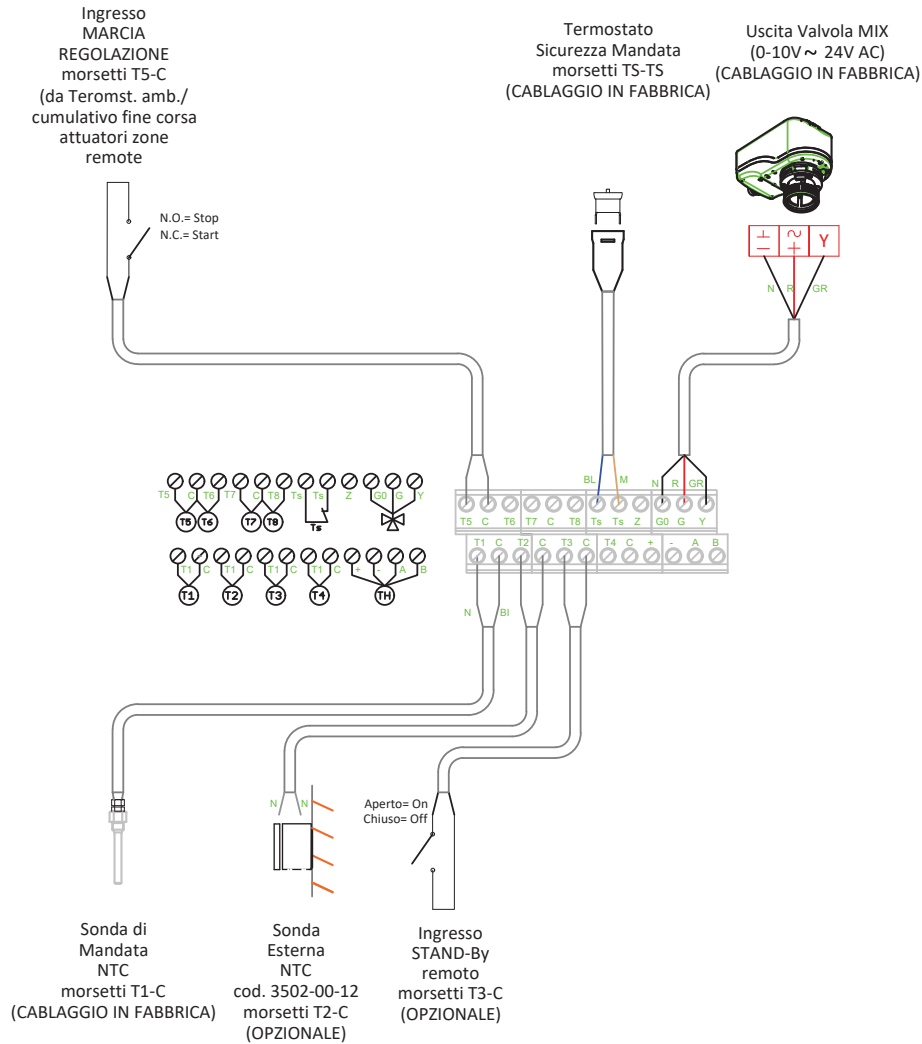 Ingresso
MARCIA
REGOLAZIONE
morsetti T5-C
(da Teromst. amb./
cumulativo fine corsa
attuatori zone
remote
Termostato
Sicurezza Mandata
morsetti TS-TS
(CABLAGGIO IN FABBRICA)
Uscita Valvola MIX
(0-10V ~ 24V AC)
(CABLAGGIO IN FABBRICA)
N.O.= Stop
N.C.= Start
Y
N R GR
BL M
N R GR
T5 C T6 T7 C T8 Ts Ts Z G0 G Y
T5 T6 T7 T8 Ts
T5 C T6 T7 C T8 Ts Ts Z G0 G Y
T1 C T2 C T3 C T4 C + - A B
T1 C T1 C T1 C T1 C + - A B
T1 T2 T3 T4 TH
N BI
N N
Aperto= On
Chiuso= Off
Sonda di
Mandata
NTC
morsetti T1-C
(CABLAGGIO IN FABBRICA)
Sonda
Esterna
NTC
cod. 3502-00-12
morsetti T2-C
(OPZIONALE)
Ingresso
STAND-By
remoto
morsetti T3-C
(OPZIONALE)